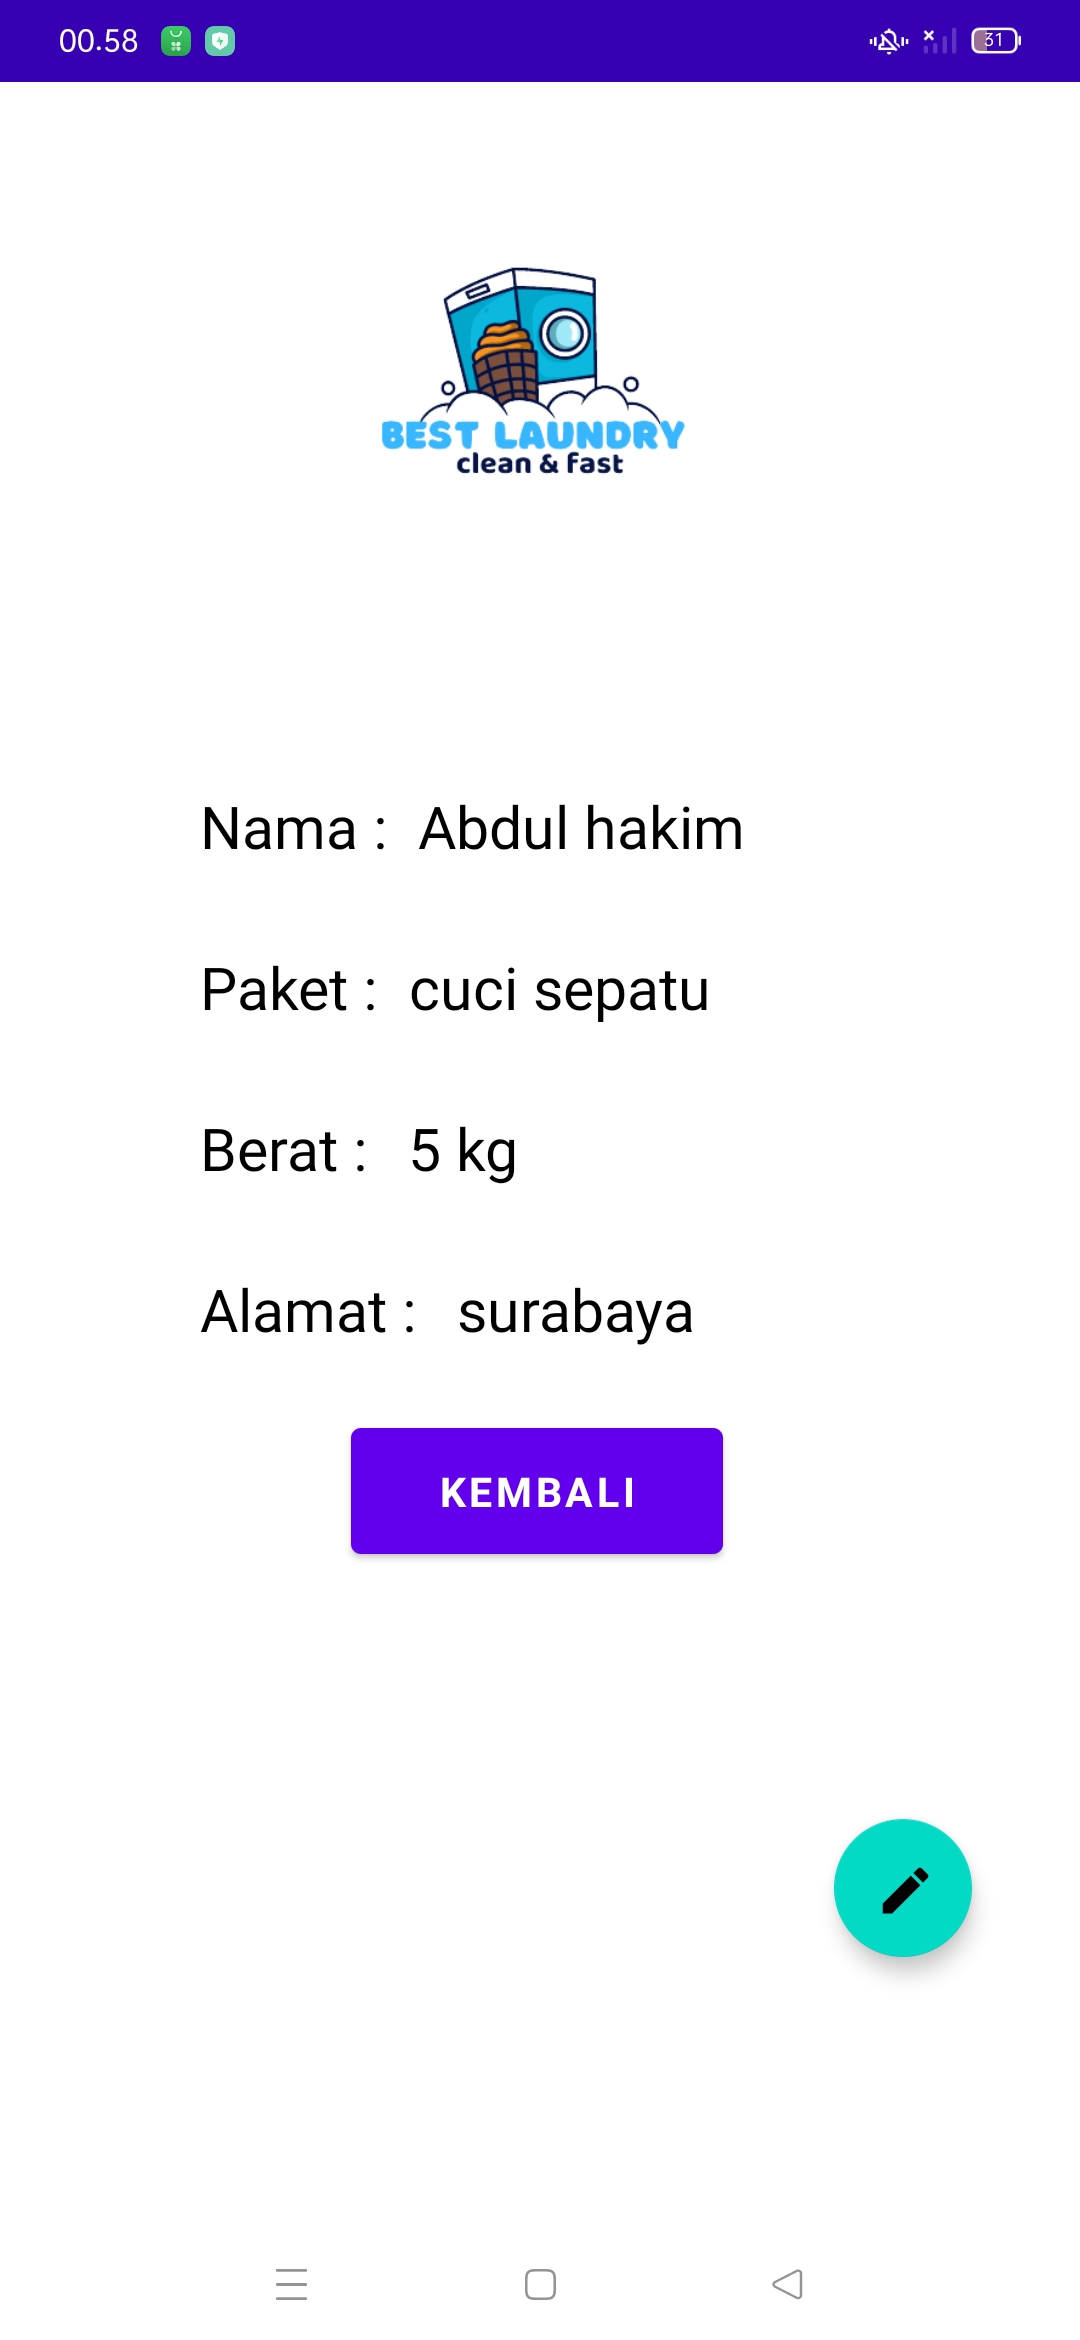 00.58
31
BEST LAUNDRY
clean & fast
Nama : Abdul hakim
Paket : cuci sepatu
Berat : 5 kg
Alamat : surabaya
KEMBALI